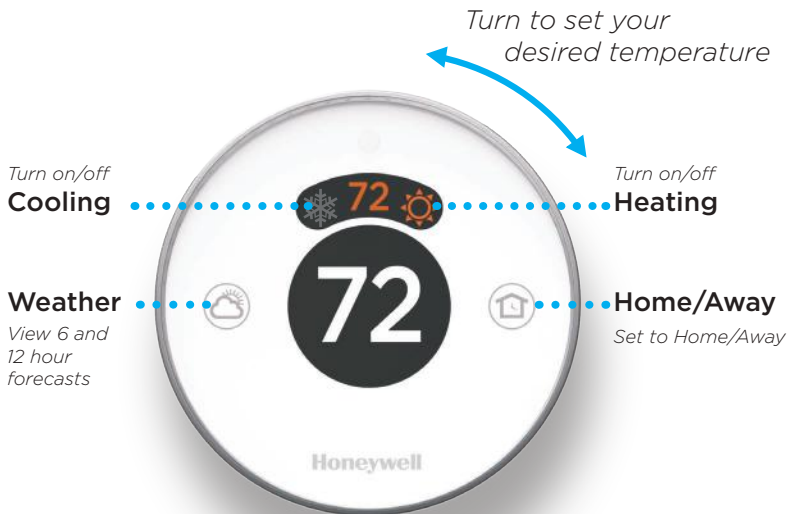 Turn to set your
desired temperature
Turn on/off
Cooling
72
Turn on/off
Heating
Weather
View 6 and
12 hour
forecasts
72
Home/Away
Set to Home/Away
Honeywell